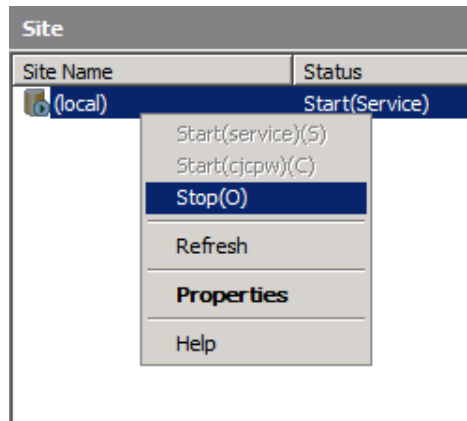 Site
Site Name Status
(local) Start(Service)
Start(service)(S)
Start(cjcpw)(C)
Stop(O)
Refresh
Properties
Help